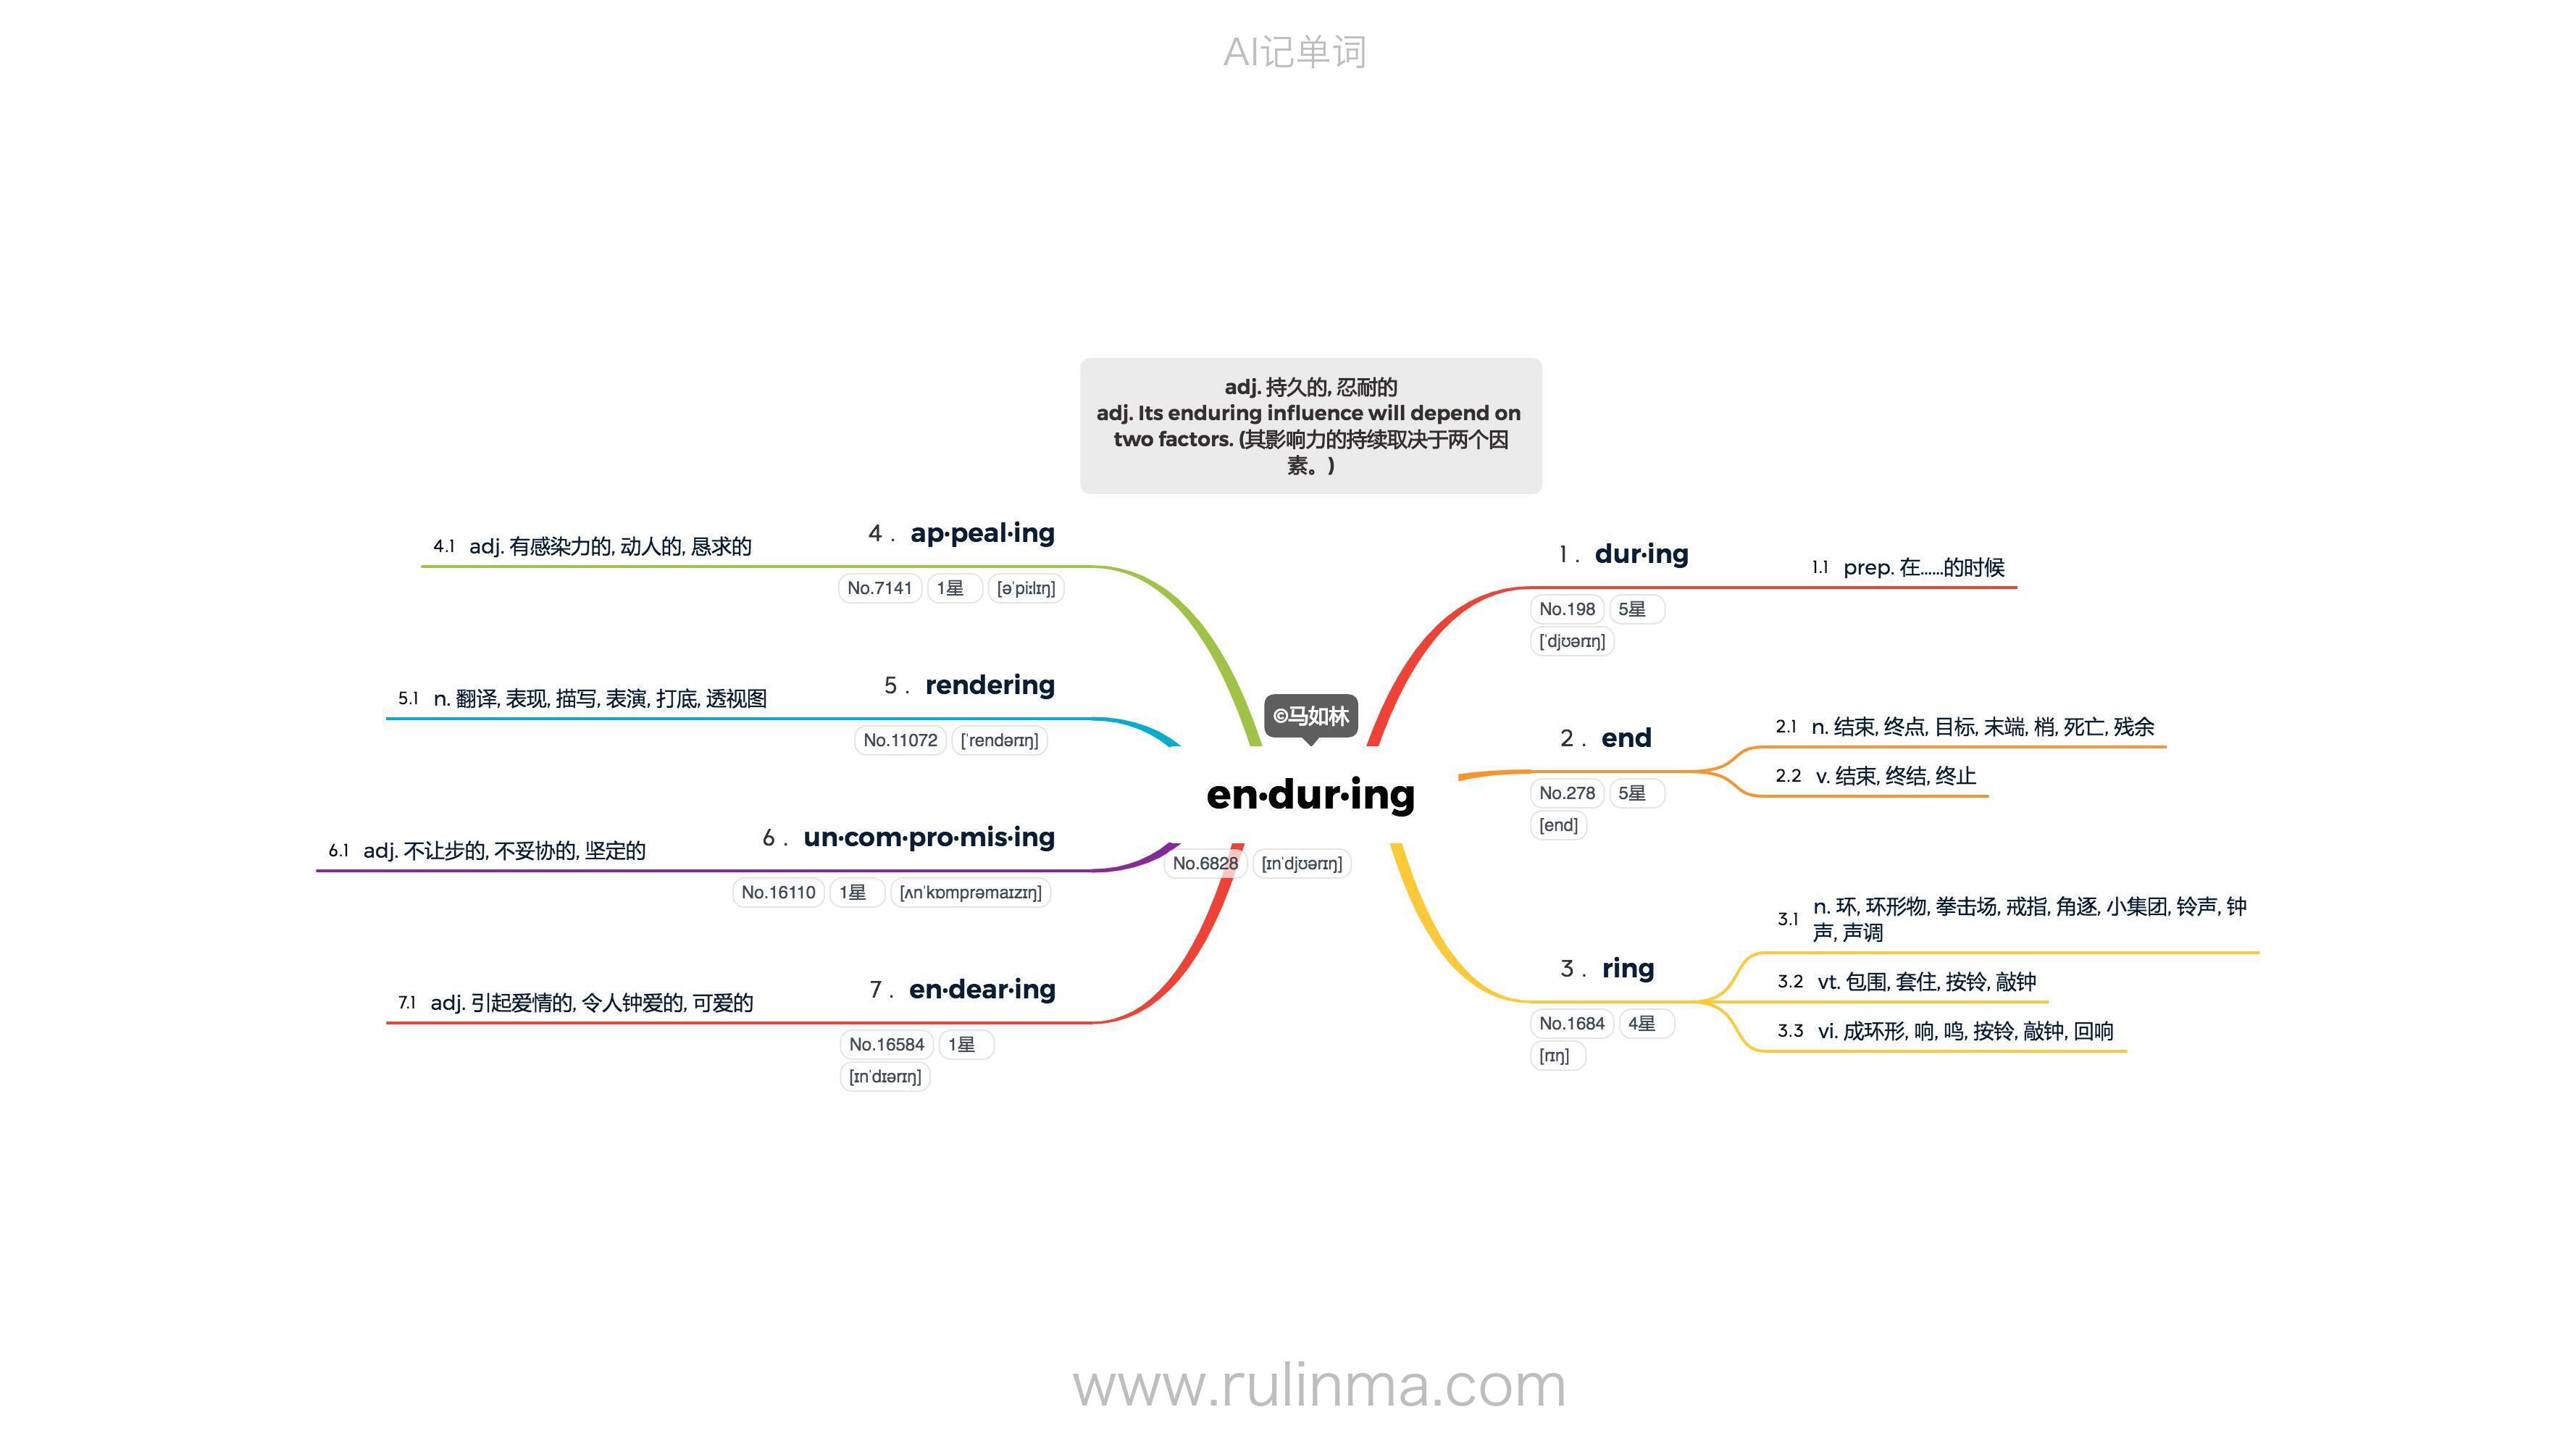 AI记单词
adj. 持久的, 忍耐的
adj. Its enduring influence will depend on
two factors. (其影响力的持续取决于两个因
素。)
©马如林
en·dur·ing
No.6828 [ɪnˈdjʊərɪŋ]
1. dur·ing
No.198 5星
[ˈdjʊərɪŋ]
1.1 prep. 在……的时候
2. end
No.278 5星
[end]
2.1 n. 结束, 终点, 目标, 末端, 梢, 死亡, 残余
2.2 v. 结束, 终结, 终止
3. ring
No.1684 4星
[rɪŋ]
3.1 n. 环, 环形物, 拳击场, 戒指, 角逐, 小集团, 铃声, 钟
声, 声调
3.2 vt. 包围, 套住, 按铃, 敲钟
3.3 vi. 成环形, 响, 鸣, 按铃, 敲钟, 回响
4. ap·peal·ing
No.7141 1星 [əˈpiːlɪŋ]
4.1 adj. 有感染力的, 动人的, 恳求的
5. rendering
No.11072 [ˈrendərɪŋ]
5.1 n. 翻译, 表现, 描写, 表演, 打底, 透视图
6. un·com·pro·mis·ing
No.16110 1星 [ʌnˈkɒmprəmaɪzɪŋ]
6.1 adj. 不让步的, 不妥协的, 坚定的
7. en·dear·ing
No.16584 1星
[ɪnˈdɪərɪŋ]
7.1 adj. 引起爱情的, 令人钟爱的, 可爱的
www.rulinma.com